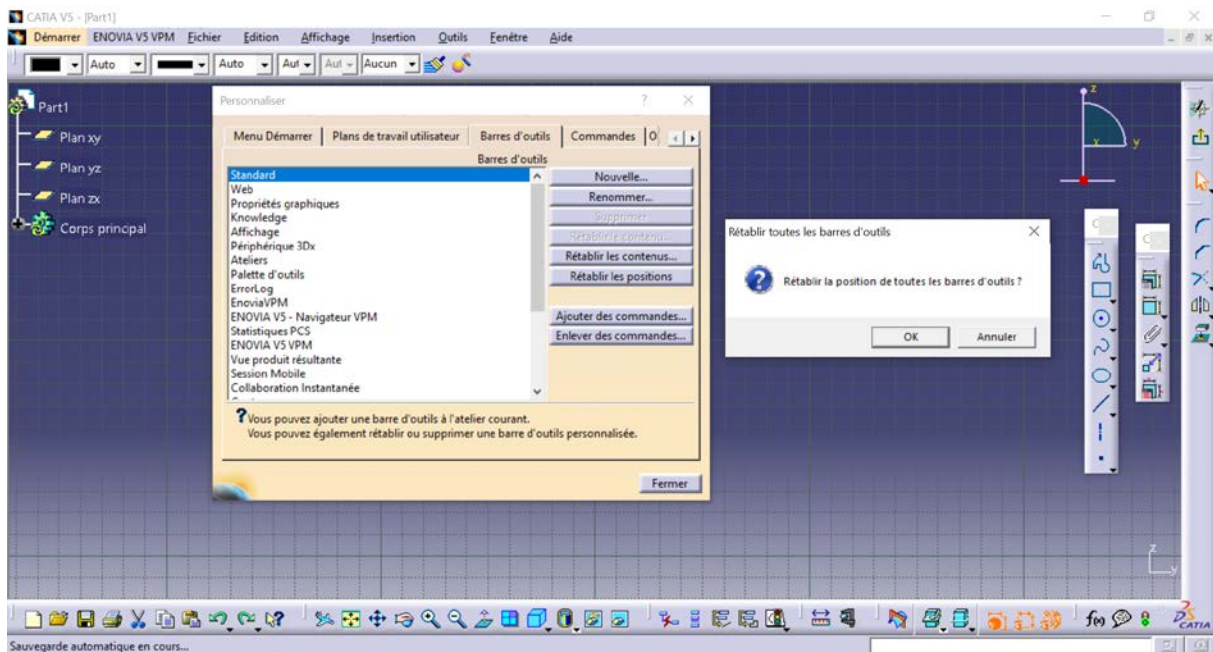 CATIA V5 - [Part1]
Démarrer ENOVIA V5 VPM Fichier Edition Affichage Insertion Outils Fenêtre Aide
Auto Auto Aut Aut Aucun
Part1
Plan xy
Plan yz
Plan zx
Corps principal
Personnaliser
Menu Démarrer Plans de travail utilisateur Barres d'outils Commandes O
Barres d'outils
Standard
Web
Propriétés graphiques
Knowledge
Affichage
Périphérique 3Dx
Ateliers
Palette d'outils
ErrorLog
EnoviaVPM
ENOVIA V5 - Navigateur VPM
Statistiques PCS
ENOVIA V5 VPM
Vue produit résultante
Session Mobile
Collaboration Instantanée
Nouvelle...
Renommer...
Supprimer
Rétablir le contenu...
Rétablir les contenus...
Rétablir les positions
Ajouter des commandes...
Enlever des commandes...
Vous pouvez ajouter une barre d'outils à l'atelier courant.
Vous pouvez également rétablir ou supprimer une barre d'outils personnalisée.
Fermer
Rétablir toutes les barres d'outils
Rétablir la position de toutes les barres d'outils ?
OK Annuler
z
x
y
C
C
z
y
f(x)
CATIA
Sauvegarde automatique en cours...